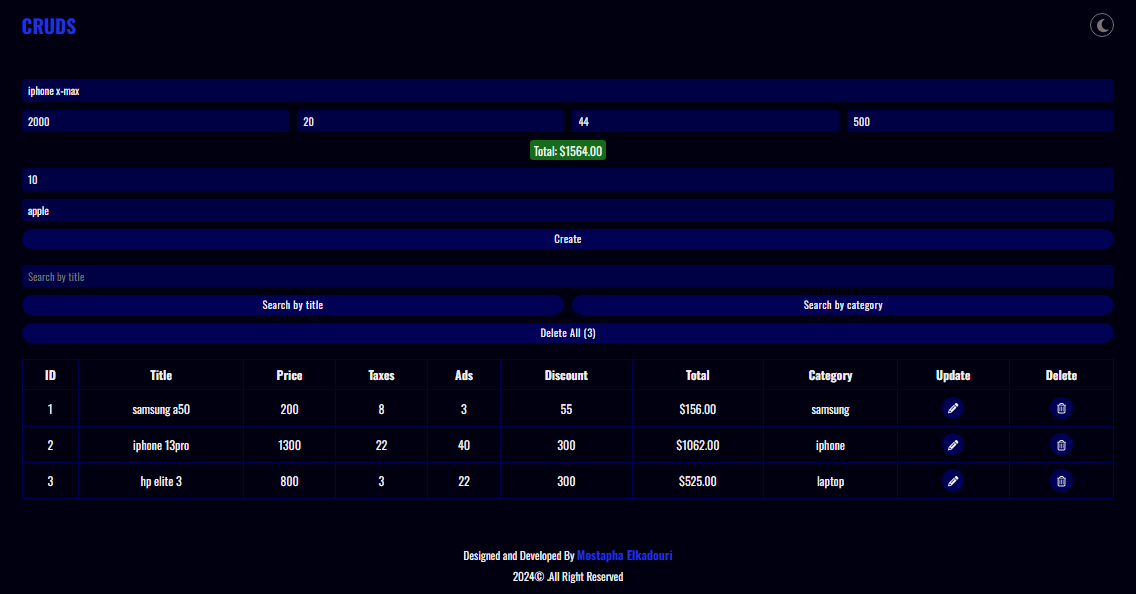 CRUDS
iphone x-max
2000 20 44 500
Total: $1564.00
10
apple
Create
Search by title
Search by title Search by category
Delete All (3)
ID Title Price Taxes Ads Discount Total Category Update Delete
1 samsung a50 200 8 3 55 $156.00 samsung
2 iphone 13pro 1300 22 40 300 $1062.00 iphone
3 hp elite 3 800 3 22 300 $525.00 laptop
Designed and Developed By Mostapha Elkadouri
2024© .All Right Reserved